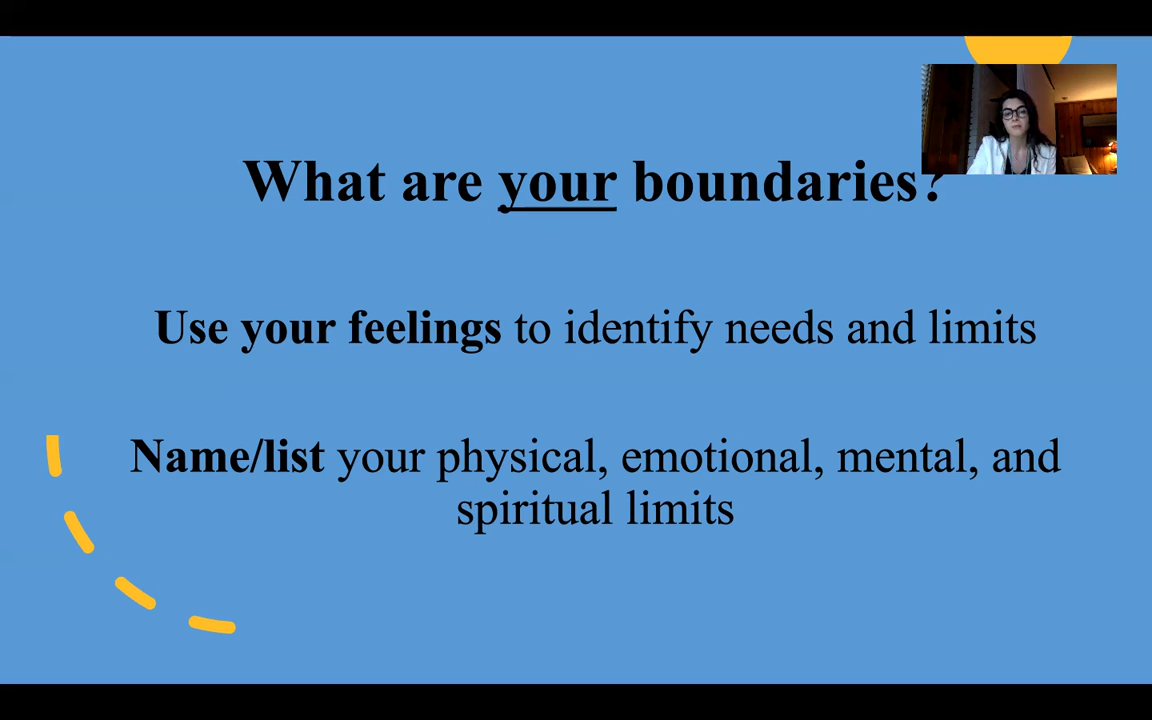 What are your boundaries?
Use your feelings to identify needs and limits
Name/list your physical, emotional, mental, and
spiritual limits